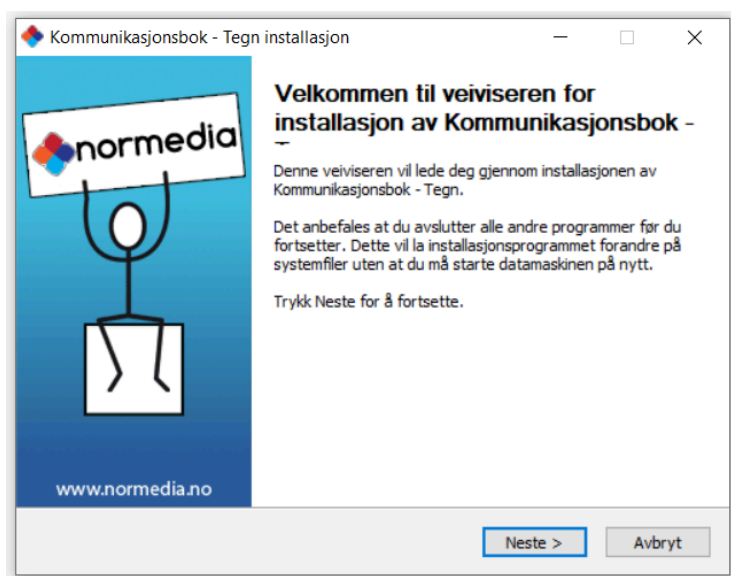 Kommunikasjonsbok - Tegn installasjon
normedia
Velkommen til veiviseren for
installasjon av Kommunikasjonsbok -
Denne veiviseren vil lede deg gjennom installasjonen av
Kommunikasjonsbok - Tegn.
Det anbefales at du avslutter alle andre programmer før du
fortsetter. Dette vil la installasjonsprogrammet forandre på
systemfiler uten at du må starte datamaskinen på nytt.
Trykk Neste for å fortsette.
www.normedia.no
Neste >
Avbryt